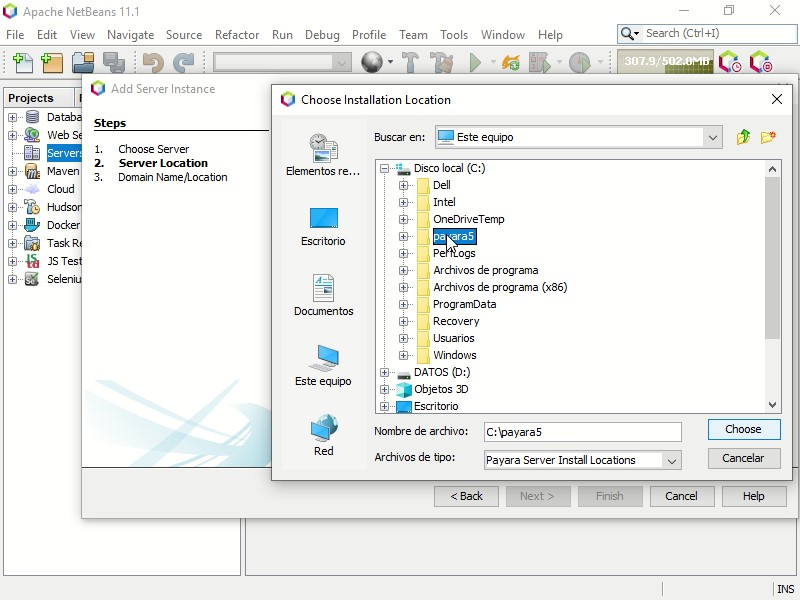 Apache NetBeans 11.1
File Edit View Navigate Source Refactor Run Debug Profile Team Tools Window Help
Search (Ctrl+I)
307.9/502.0MB
Projects
Databa
Web Se
Servers
Maven
Cloud
Hudson
Docker
Task Re
JS Test
Seleniu
Add Server Instance
Steps
1. Choose Server
2. Server Location
3. Domain Name/Location
Choose Installation Location
Buscar en: Este equipo
Elementos re...
Escritorio
Documentos
Este equipo
Red
Disco local (C:)
Dell
Intel
OneDriveTemp
payara5
PerfLogs
Archivos de programa
Archivos de programa (x86)
ProgramData
Recovery
Usuarios
Windows
DATOS (D:)
Objetos 3D
Escritorio
Nombre de archivo: C:\payara5
Choose
Archivos de tipo: Payara Server Install Locations
Cancelar
< Back Next > Finish Cancel Help
INS